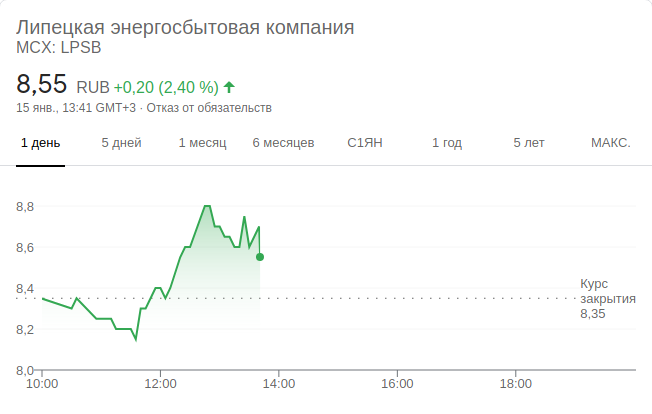 Липецкая энергосбытовая компания
MCX: LPSB
8,55 RUB +0,20 (2,40 %)
15 янв., 13:41 GMT+3 · Отказ от обязательств
1 день 5 дней 1 месяц 6 месяцев С1ЯН 1 год 5 лет МАКС.
8,8
8,6
8,4
Курс
закрытия
8,35
8,2
8,0
10:00 12:00 14:00 16:00 18:00